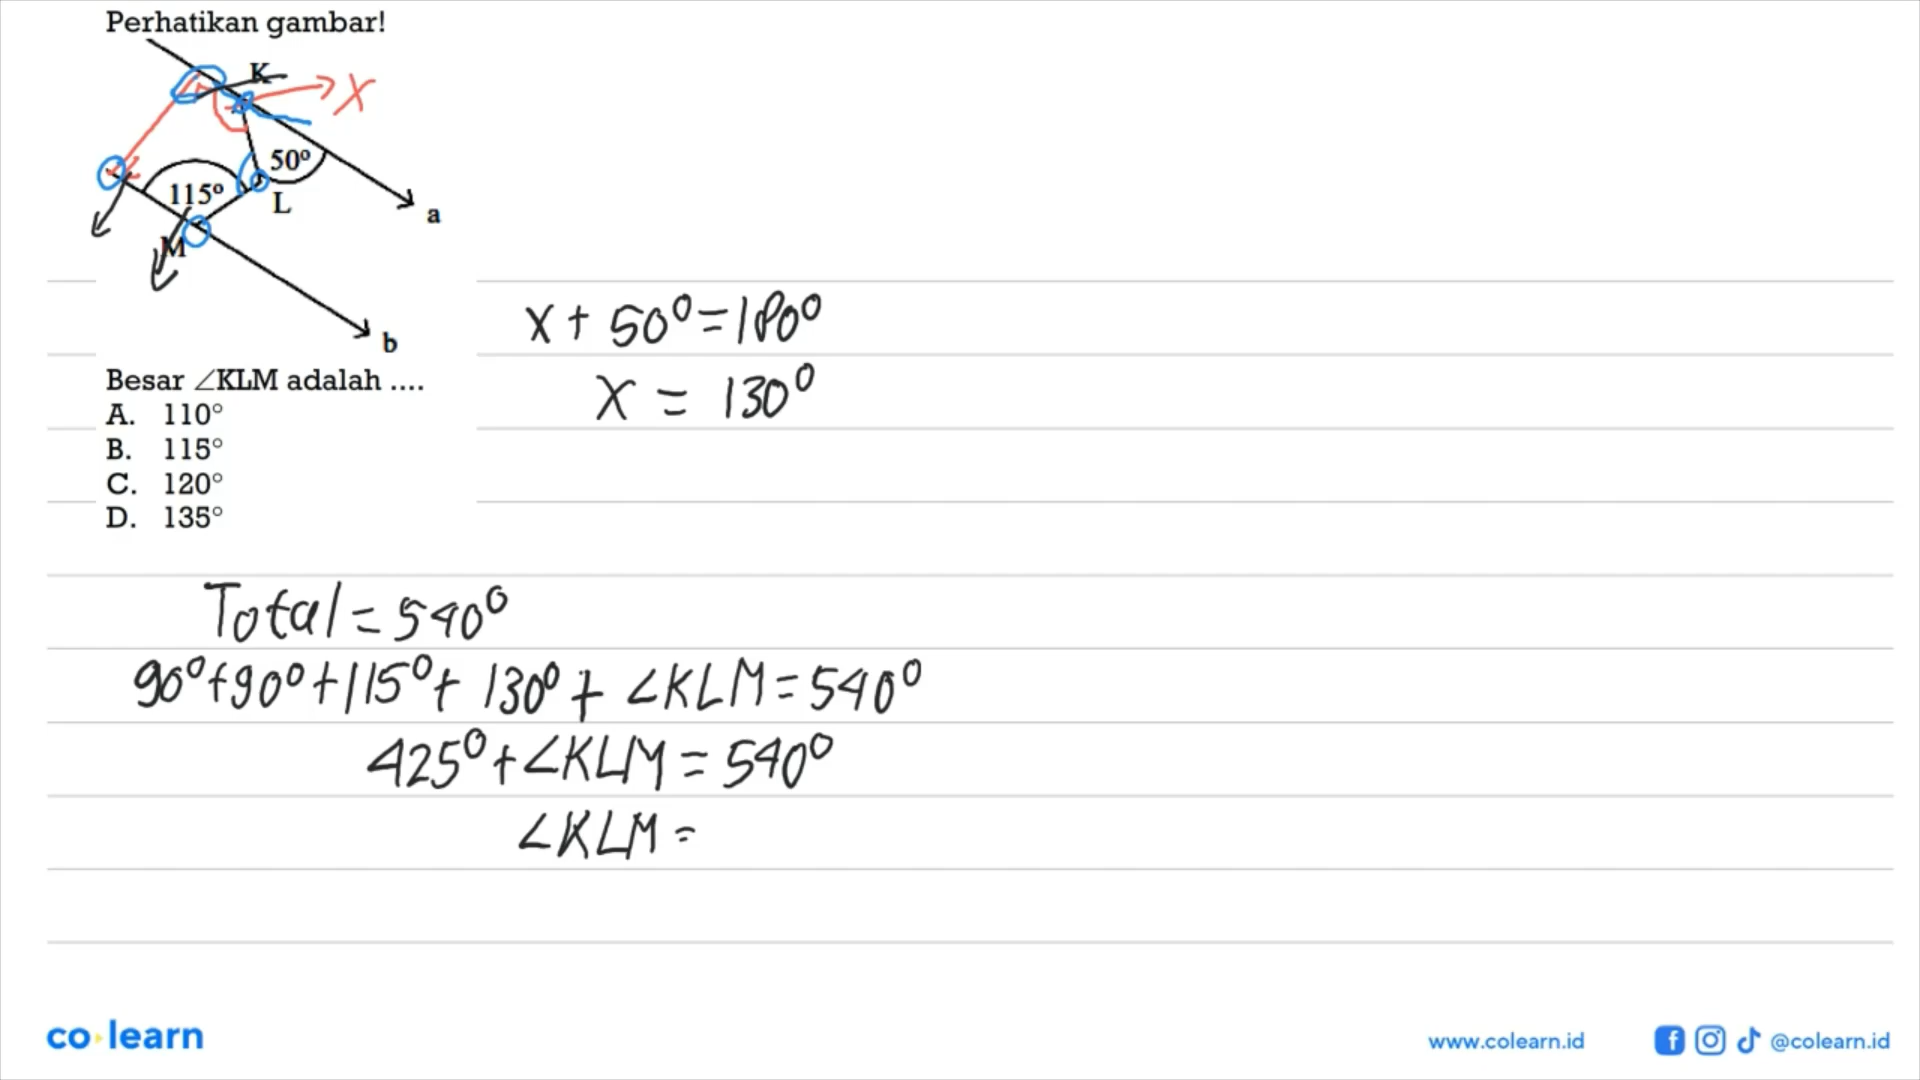 Perhatikan gambar!
K
X
50°
115°
L
a
M
b
x + 50° = 180°
x = 130°
Besar ∠KLM adalah ....
A. 110°
B. 115°
C. 120°
D. 135°
Total = 540°
90° + 90° + 115° + 130° + ∠KLM = 540°
425° + ∠KLM = 540°
∠KLM =
co learn
www.colearn.id
@colearn.id